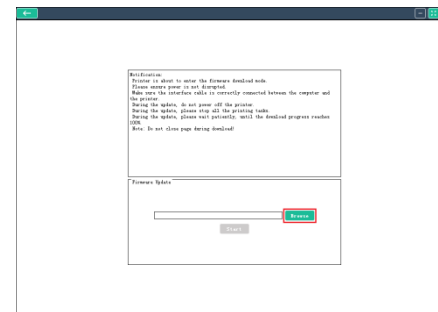 Notification:
Printer is about to enter the firmware download mode.
Please ensure power is not disrupted.
Make sure the interface cable is correctly connected between the computer and
the printer
During the update, do not power off the printer.
During the update, please stop all the printing tasks.
During the update, please wait patiently, until the download progress reaches
100%
Note: Do not close page during download!
Firmware Update
Browse
Start